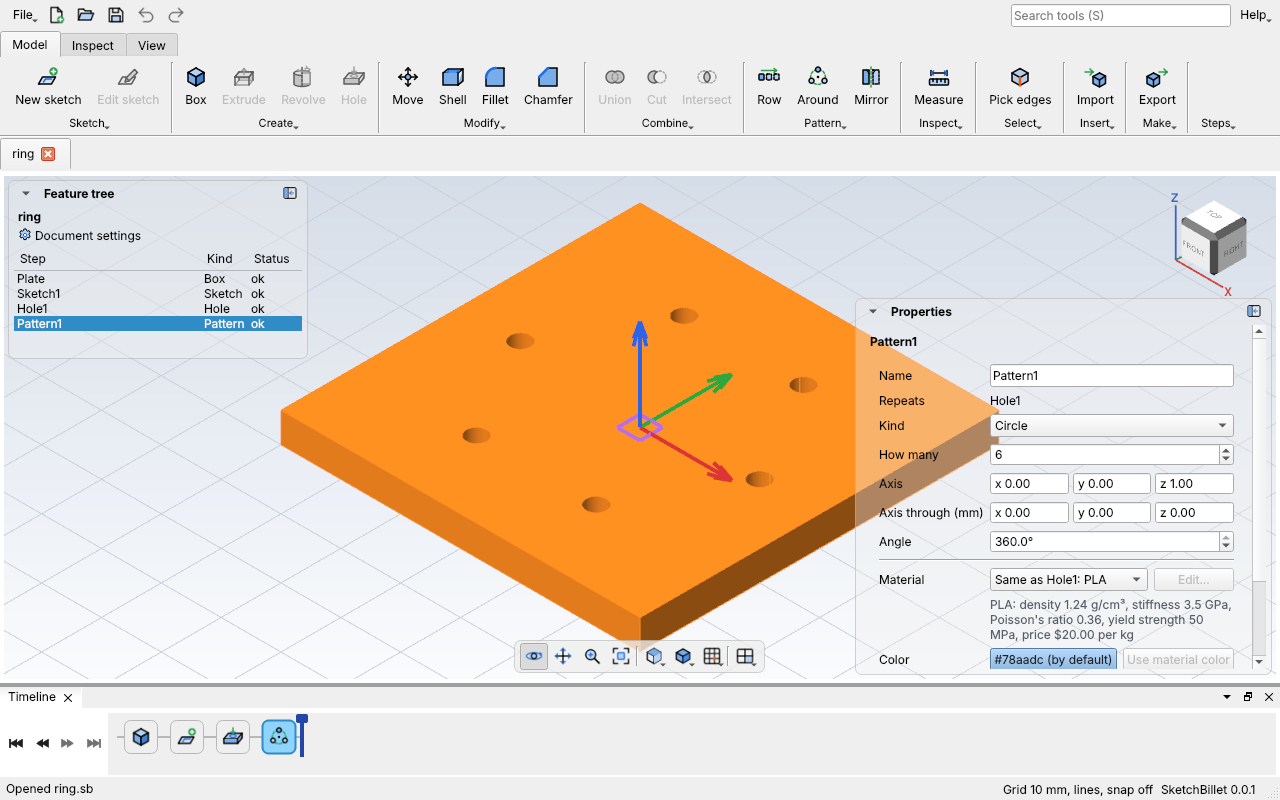 File
Search tools (S)
Help
Model Inspect View
New sketch Edit sketch Box Extrude Revolve Hole Move Shell Fillet Chamfer Union Cut Intersect Row Around Mirror Measure Pick edges Import Export
Sketch Create Modify Combine Pattern Inspect Select Insert Make Steps
ring
Feature tree
ring
Document settings
Step Kind Status
Plate Box ok
Sketch1 Sketch ok
Hole1 Hole ok
Pattern1 Pattern ok
Z
TOP
FRONT
RIGHT
X
Properties
Pattern1
Name Pattern1
Repeats Hole1
Kind Circle
How many 6
Axis x 0.00 y 0.00 z 1.00
Axis through (mm) x 0.00 y 0.00 z 0.00
Angle 360.0°
Material Same as Hole1: PLA Edit...
PLA: density 1.24 g/cm³, stiffness 3.5 GPa,
Poisson's ratio 0.36, yield strength 50
MPa, price $20.00 per kg
Color #78aadc (by default) Use material color
Timeline
Opened ring.sb
Grid 10 mm, lines, snap off SketchBillet 0.0.1